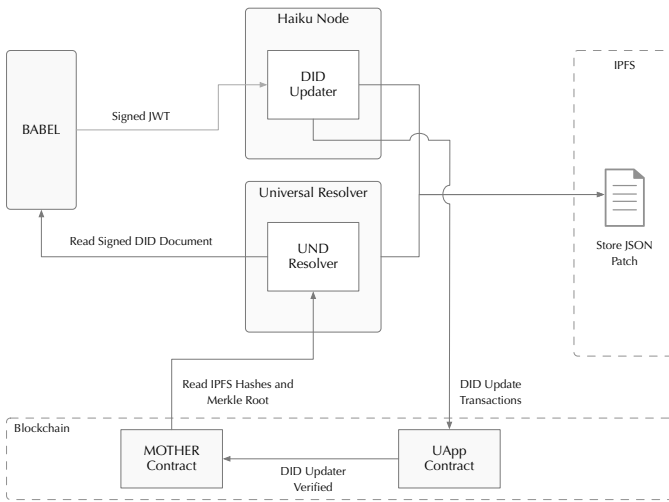 Haiku Node
DID
Updater
IPFS
BABEL
Signed JWT
Universal Resolver
Read Signed DID Document
UND
Resolver
Store JSON
Patch
Read IPFS Hashes and
Merkle Root
DID Update
Transactions
Blockchain
MOTHER
Contract
UApp
Contract
DID Updater
Verified